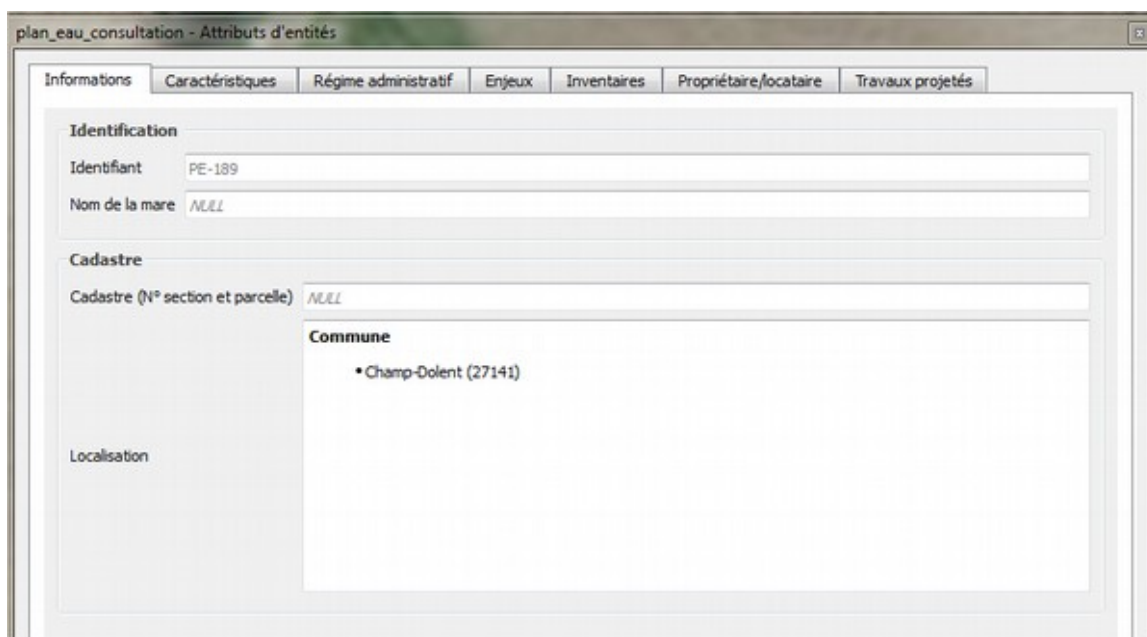 plan_eau_consultation - Attributs d'entités
Informations Caractéristiques Régime administratif Enjeux Inventaires Propriétaire/locataire Travaux projetés
Identification
Identifiant PE-189
Nom de la mare NULL
Cadastre
Cadastre (N° section et parcelle) NULL
Commune
• Champ-Dolent (27141)
Localisation